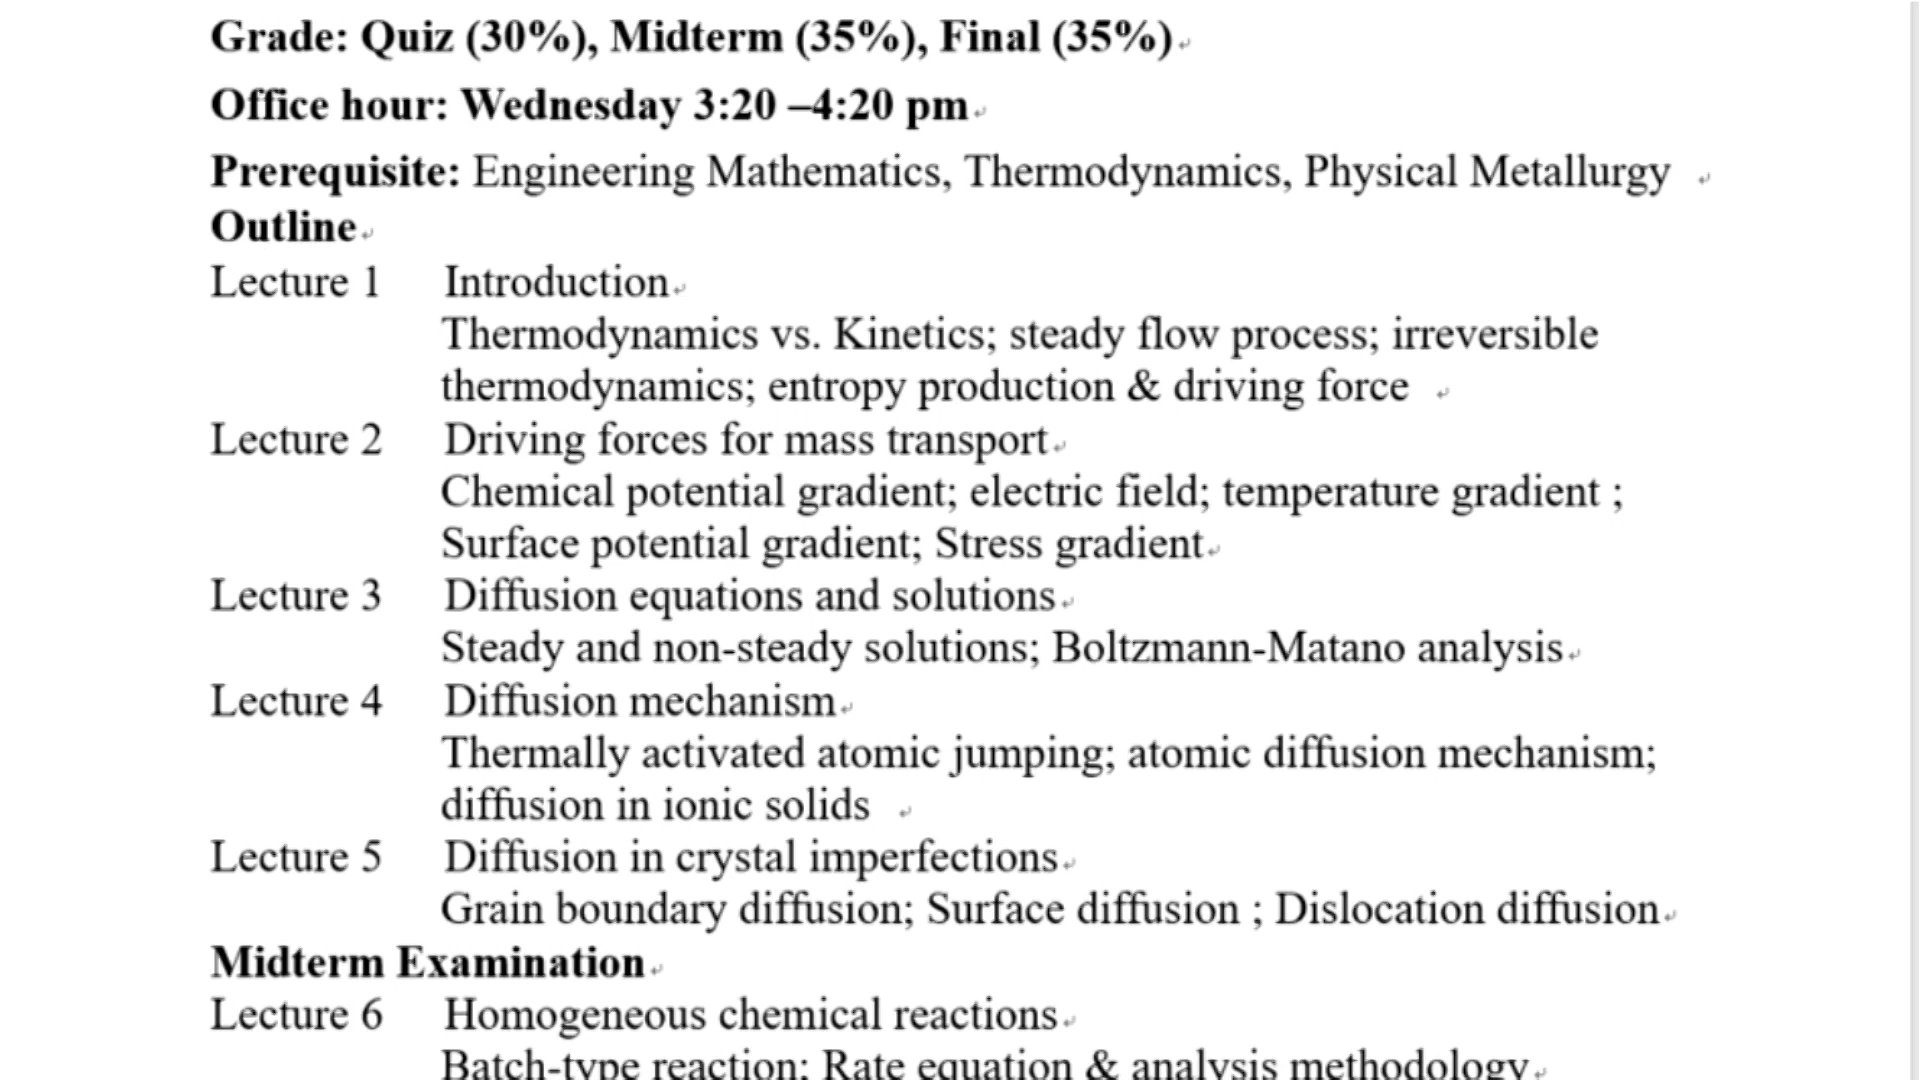 Grade: Quiz (30%), Midterm (35%), Final (35%)
Office hour: Wednesday 3:20 –4:20 pm
Prerequisite: Engineering Mathematics, Thermodynamics, Physical Metallurgy
Outline
Lecture 1 Introduction
Thermodynamics vs. Kinetics; steady flow process; irreversible
thermodynamics; entropy production & driving force
Lecture 2 Driving forces for mass transport
Chemical potential gradient; electric field; temperature gradient ;
Surface potential gradient; Stress gradient
Lecture 3 Diffusion equations and solutions
Steady and non-steady solutions; Boltzmann-Matano analysis
Lecture 4 Diffusion mechanism
Thermally activated atomic jumping; atomic diffusion mechanism;
diffusion in ionic solids
Lecture 5 Diffusion in crystal imperfections
Grain boundary diffusion; Surface diffusion ; Dislocation diffusion
Midterm Examination
Lecture 6 Homogeneous chemical reactions
Batch-type reaction; Rate equation & analysis methodology